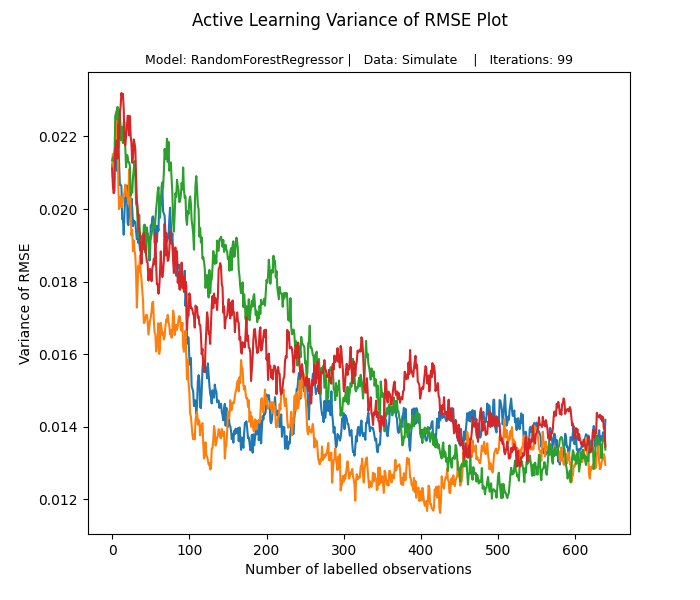 Active Learning Variance of RMSE Plot
Model: RandomForestRegressor |   Data: Simulate    |   Iterations: 99
0.022
0.020
0.018
0.016
0.014
0.012
Variance of RMSE
0 100 200 300 400 500 600
Number of labelled observations